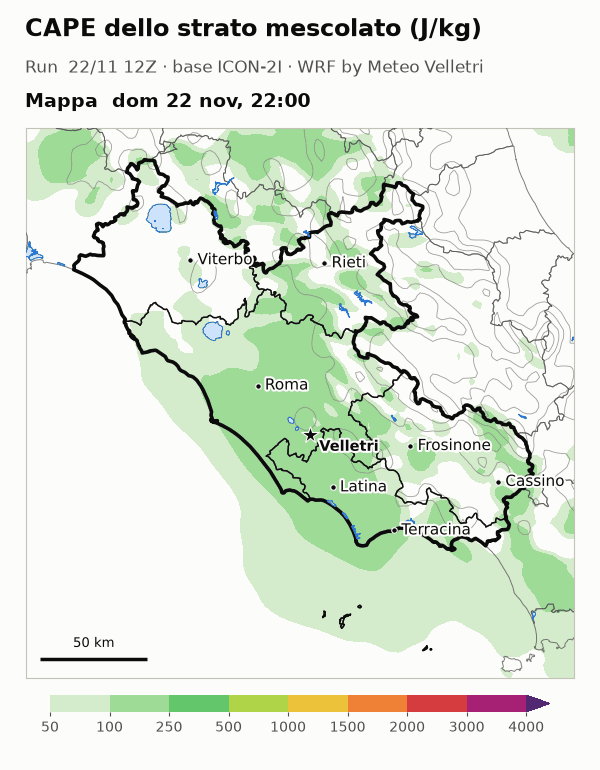 CAPE dello strato mescolato (J/kg)
Run 22/11 12Z · base ICON-2I · WRF by Meteo Velletri
Mappa dom 22 nov, 22:00
Viterbo
Rieti
Roma
Velletri
Frosinone
Cassino
Latina
Terracina
50 km
50 100 250 500 1000 1500 2000 3000 4000